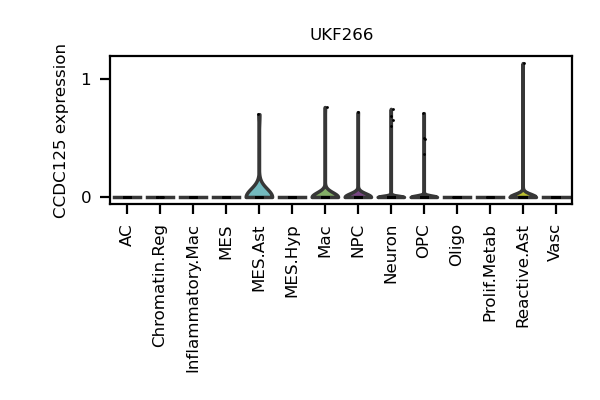 UKF266
CCDC125 expression
1
0
AC
Chromatin.Reg
Inflammatory.Mac
MES
MES.Ast
MES.Hyp
Mac
NPC
Neuron
OPC
Oligo
Prolif.Metab
Reactive.Ast
Vasc